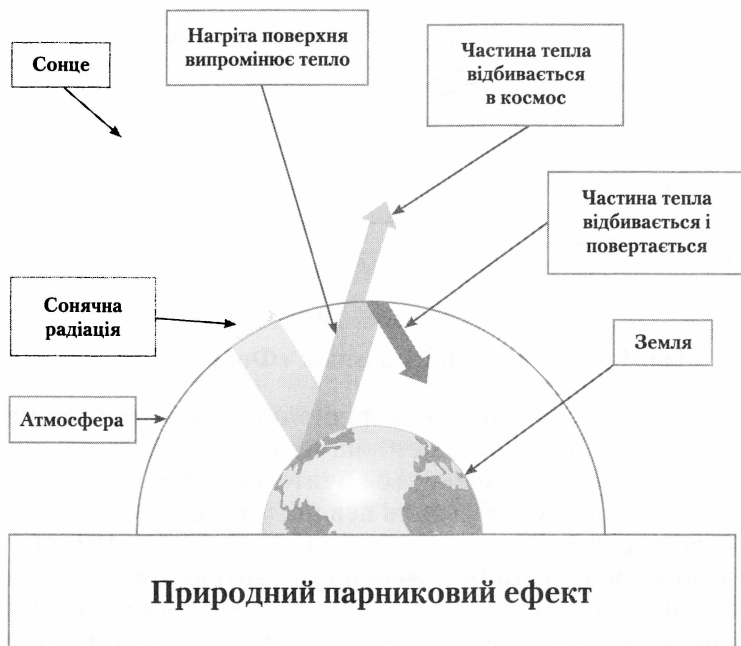 Сонце
Нагріта поверхня
випромінює тепло
Частина тепла
відбивається
в космос
Частина тепла
відбивається і
повертається
Сонячна
радіація
Земля
Атмосфера
Природний парниковий ефект